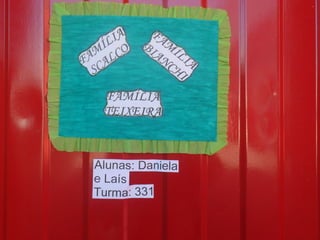 FAMÍLIA
SCALCO
FAMÍLIA
BIANCHI
FAMÍLIA
TEIXEIRA
Alunas: Daniela
e Laís
Turma: 331